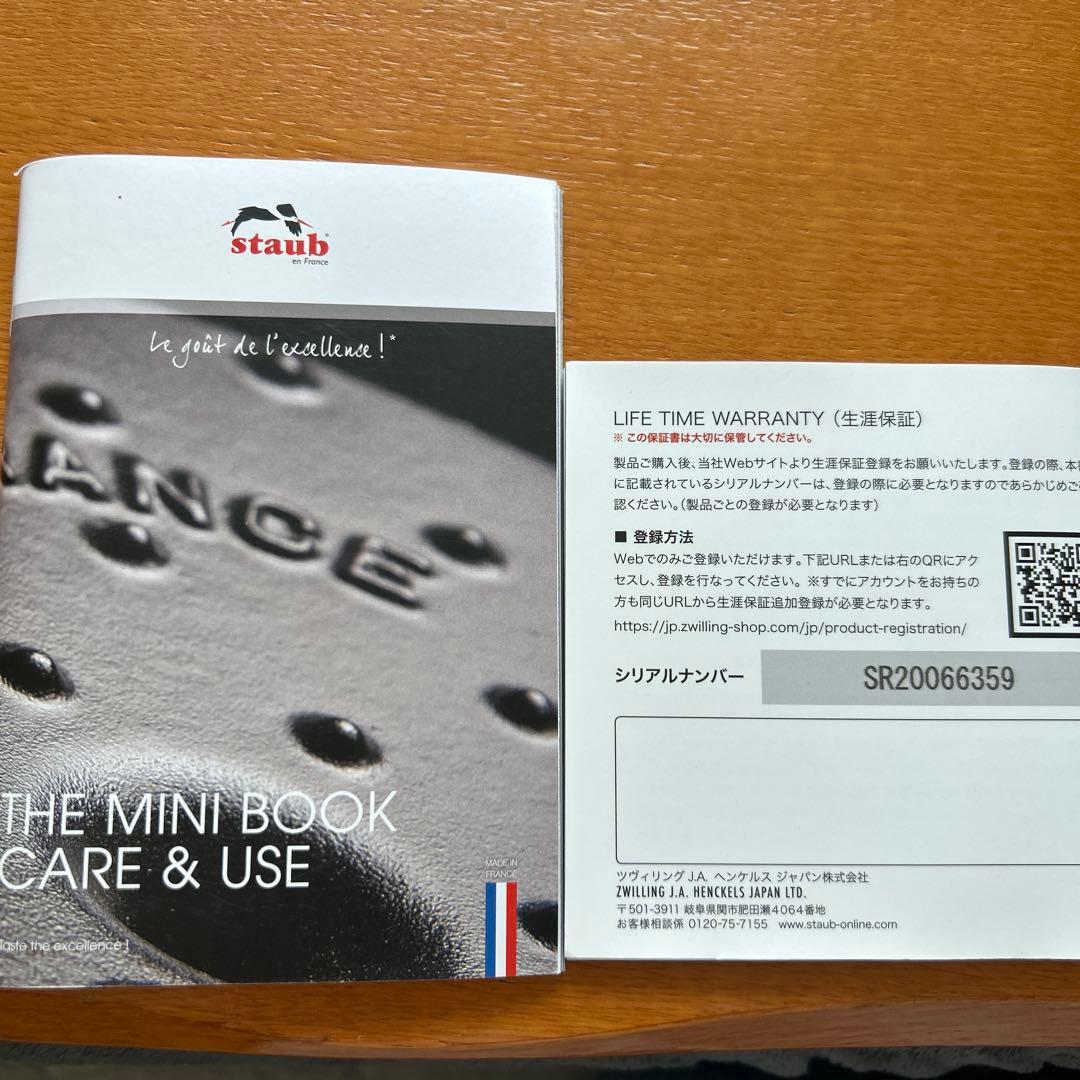 staub
en France
Le goût de l'excellence !*
ANCE
THE MINI BOOK
CARE & USE
MADE IN
FRANCE
taste the excellence !
LIFE TIME WARRANTY（生涯保証）
※ この保証書は大切に保管してください。
製品ご購入後、当社Webサイトより生涯保証登録をお願いいたします。登録の際、本
に記載されているシリアルナンバーは、登録の際に必要となりますのであらかじめご
認ください。（製品ごとの登録が必要となります）
■ 登録方法
Webでのみご登録いただけます。下記URLまたは右のQRにアク
セスし、登録を行なってください。 ※すでにアカウントをお持ちの
方も同じURLから生涯保証追加登録が必要となります。
https://jp.zwilling-shop.com/jp/product-registration/
シリアルナンバー SR20066359
ツヴィリング J.A. ヘンケルス ジャパン株式会社
ZWILLING J.A. HENCKELS JAPAN LTD.
〒501-3911 岐阜県関市肥田瀬4064番地
お客様相談係 0120-75-7155 www.staub-online.com